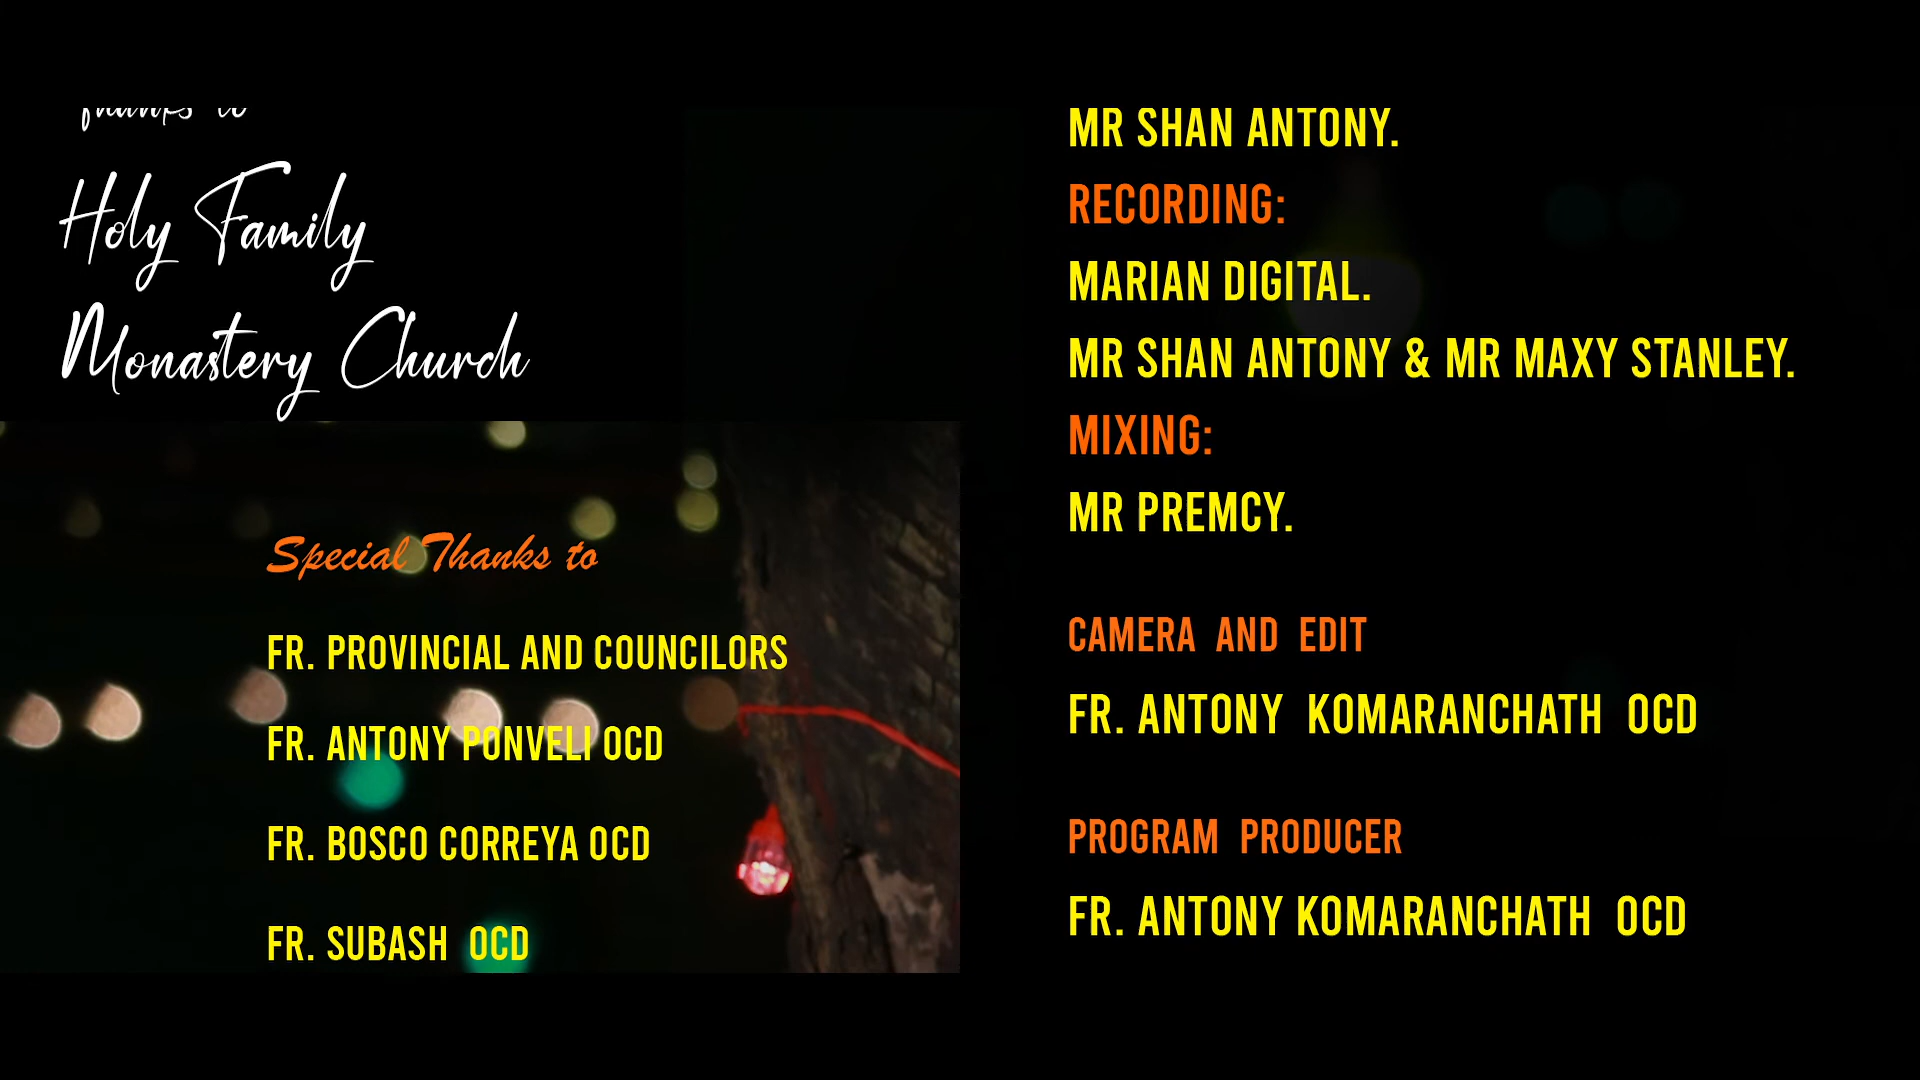 Thanks to
Holy Family
Monastery Church
Special Thanks to
FR. PROVINCIAL AND COUNCILORS
FR. ANTONY PONVELI OCD
FR. BOSCO CORREYA OCD
FR. SUBASH OCD
MR SHAN ANTONY.
RECORDING:
MARIAN DIGITAL.
MR SHAN ANTONY & MR MAXY STANLEY.
MIXING:
MR PREMCY.
CAMERA AND EDIT
FR. ANTONY KOMARANCHATH OCD
PROGRAM PRODUCER
FR. ANTONY KOMARANCHATH OCD